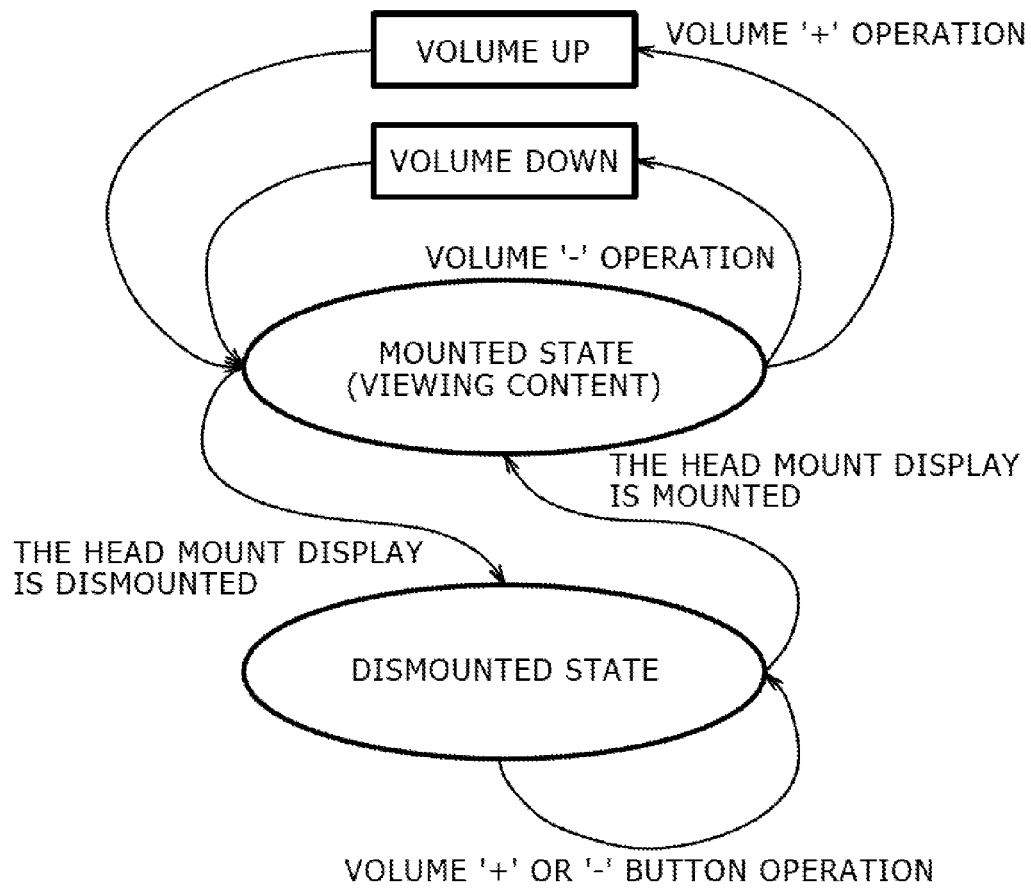 VOLUME UP
VOLUME '+' OPERATION
VOLUME DOWN
VOLUME '-' OPERATION
MOUNTED STATE
(VIEWING CONTENT)
THE HEAD MOUNT DISPLAY
IS MOUNTED
THE HEAD MOUNT DISPLAY
IS DISMOUNTED
DISMOUNTED STATE
VOLUME '+' OR '-' BUTTON OPERATION